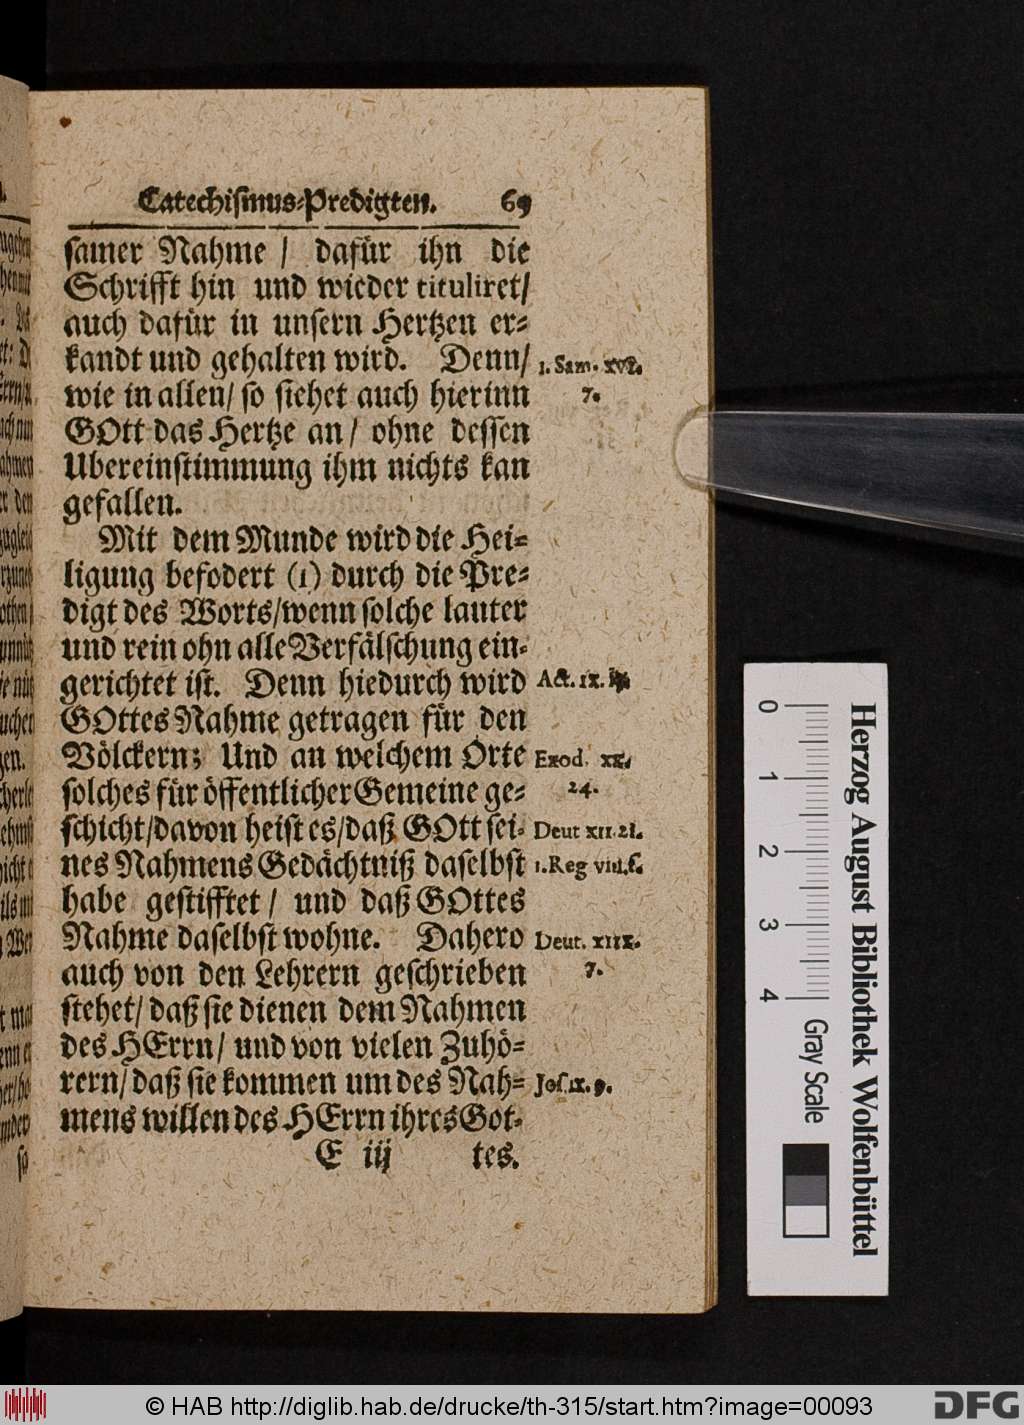 Catechismus-Predigten. 69
samer Nahme / dafür ihn die
Schrifft hin und wieder tituliret/
auch dafür in unsern Hertzen er-
kandt und gehalten wird. Denn/
1. Sam. XVI.
7.
wie in allen/ so siehet auch hierinn
GOtt das Hertze an/ ohne dessen
Ubereinstimmung ihm nichts kan
gefallen.
Mit dem Munde wird die Hei-
ligung befodert (1) durch die Pre-
digt des Worts/wenn solche lauter
und rein ohn alle Verfälschung ein-
gerichtet ist. Denn hiedurch wird
Act. IX.
GOttes Nahme getragen für den
Völckern; Und an welchem Orte
Exod. XX.
24.
solches für öffentlicher Gemeine ge-
schicht/davon heist es/daß GOtt sei-
Deut XII. 21.
nes Nahmens Gedächtniß daselbst
1. Reg VIII.
habe gestifftet / und daß GOttes
Nahme daselbst wohne. Dahero
Deut.
7.
auch von den Lehrern geschrieben
stehet/ daß sie dienen dem Nahmen
des HErrn/ und von vielen Zuhö-
rern/daß sie kommen um des Nah-
Jos. IX. 9.
mens willen des HErrn ihres Got-
E iij tes.
0 1 2 3 4
Gray Scale
Herzog August Bibliothek Wolfenbüttel
© HAB http://diglib.hab.de/drucke/th-315/start.htm?image=00093
DFG